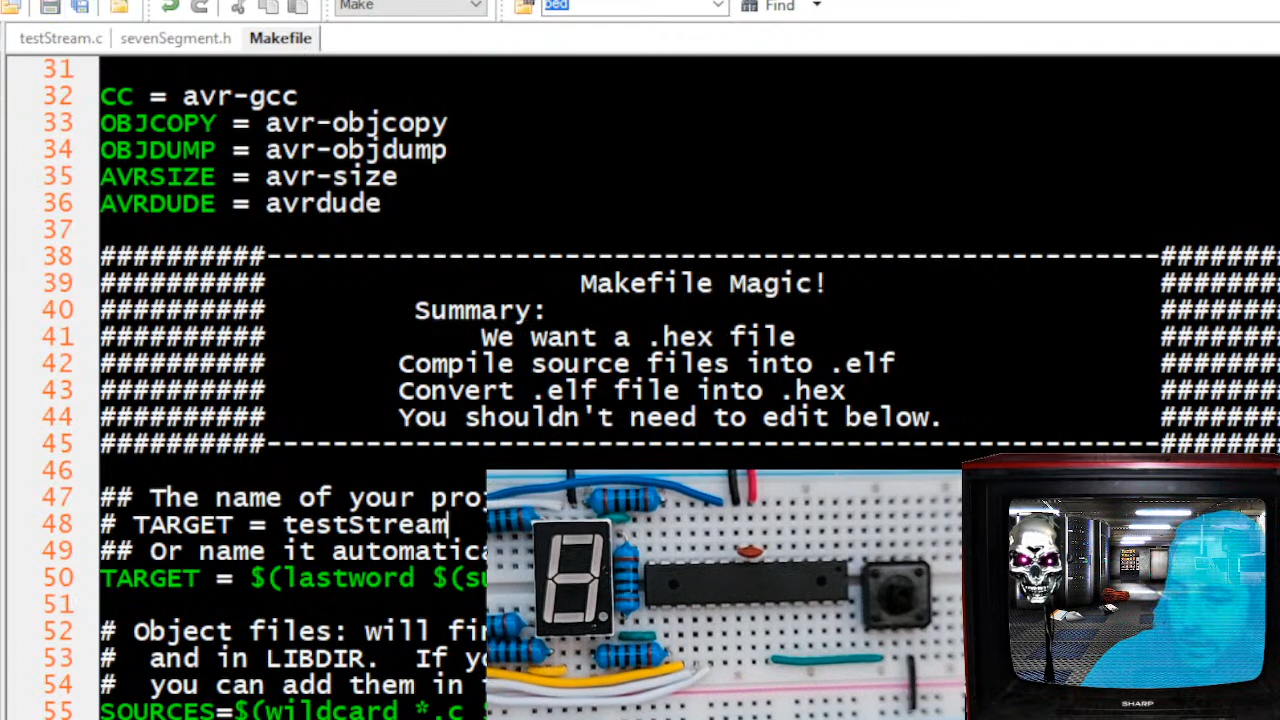 Make
bed
Find
testStream.c
sevenSegment.h
Makefile
31
32 CC = avr-gcc
33 OBJCOPY = avr-objcopy
34 OBJDUMP = avr-objdump
35 AVRSIZE = avr-size
36 AVRDUDE = avrdude
37
38 ##########------------------------------------------------------########
39 ########## Makefile Magic! ########
40 ########## Summary: ########
41 ########## We want a .hex file ########
42 ########## Compile source files into .elf ########
43 ########## Convert .elf file into .hex ########
44 ########## You shouldn't need to edit below. ########
45 ##########------------------------------------------------------########
46
47 ## The name of your proj
48 # TARGET = testStream
49 ## Or name it automatica
50 TARGET = $(lastword $(su
51
52 # Object files: will fin
53 # and in LIBDIR. If yo
54 # you can add them in
55 SOURCES=$(wildcard *.c
SHARP